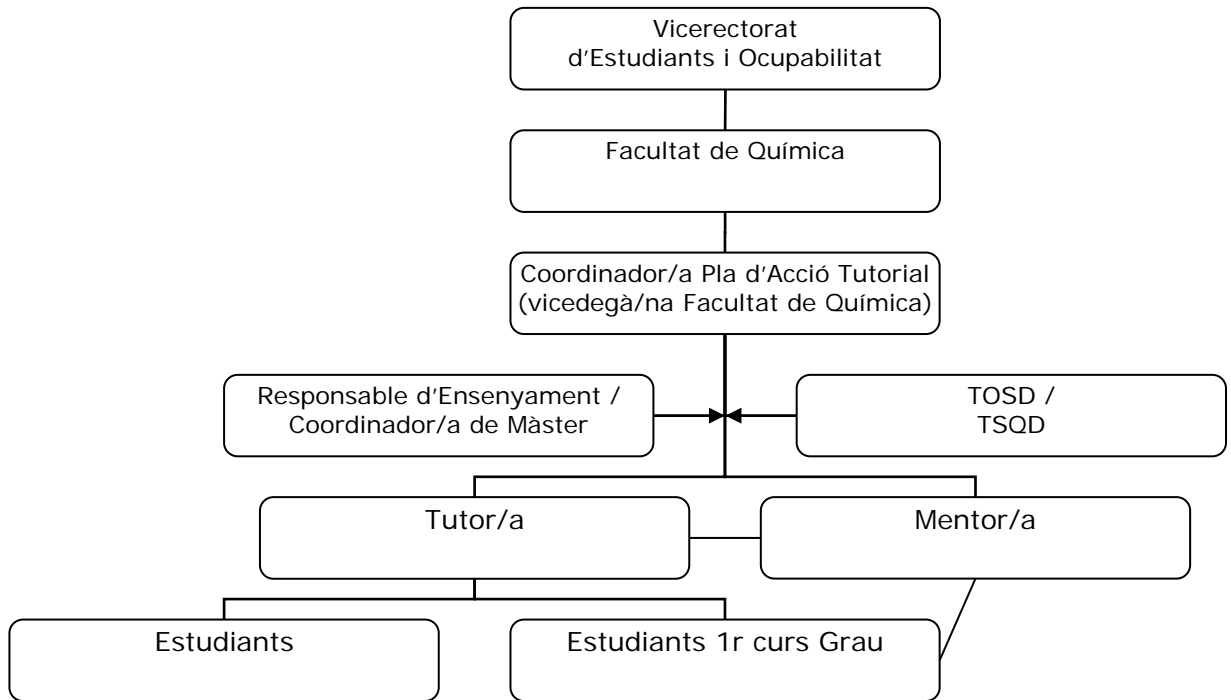 Vicerectorat
d'Estudiants i Ocupabilitat
Facultat de Química
Coordinador/a Pla d'Acció Tutorial
(vicedegà/na Facultat de Química)
Responsable d'Ensenyament /
Coordinador/a de Màster
TOSD /
TSQD
Tutor/a
Mentor/a
Estudiants
Estudiants 1r curs Grau